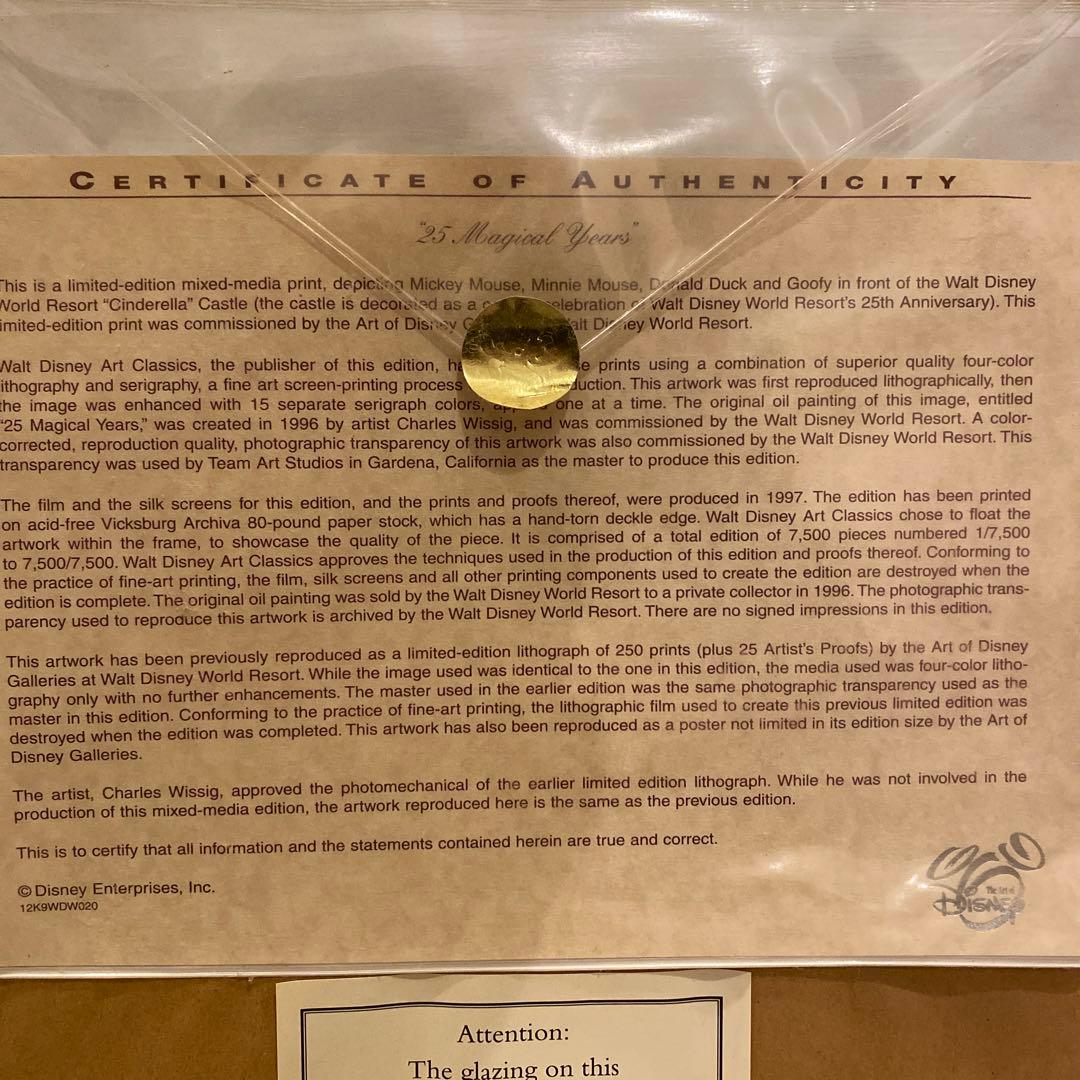 CERTIFICATE OF AUTHENTICITY
"25 Magical Years"
This is a limited-edition mixed-media print, depicting Mickey Mouse, Minnie Mouse, Donald Duck and Goofy in front of the Walt Disney
World Resort "Cinderella" Castle (the castle is decorated as a celebration of Walt Disney World Resort's 25th Anniversary). This
limited-edition print was commissioned by the Art of Disney Walt Disney World Resort.
Walt Disney Art Classics, the publisher of this edition, prints using a combination of superior quality four-color
lithography and serigraphy, a fine art screen-printing process This artwork was first reproduced lithographically, then
the image was enhanced with 15 separate serigraph colors, one at a time. The original oil painting of this image, entitled
"25 Magical Years," was created in 1996 by artist Charles Wissig, and was commissioned by the Walt Disney World Resort. A color-
corrected, reproduction quality, photographic transparency of this artwork was also commissioned by the Walt Disney World Resort. This
transparency was used by Team Art Studios in Gardena, California as the master to produce this edition.
The film and the silk screens for this edition, and the prints and proofs thereof, were produced in 1997. The edition has been printed
on acid-free Vicksburg Archiva 80-pound paper stock, which has a hand-torn deckle edge. Walt Disney Art Classics chose to float the
artwork within the frame, to showcase the quality of the piece. It is comprised of a total edition of 7,500 pieces numbered 1/7,500
to 7,500/7,500. Walt Disney Art Classics approves the techniques used in the production of this edition and proofs thereof. Conforming to
the practice of fine-art printing, the film, silk screens and all other printing components used to create the edition are destroyed when the
edition is complete. The original oil painting was sold by the Walt Disney World Resort to a private collector in 1996. The photographic trans-
parency used to reproduce this artwork is archived by the Walt Disney World Resort. There are no signed impressions in this edition.
This artwork has been previously reproduced as a limited-edition lithograph of 250 prints (plus 25 Artist's Proofs) by the Art of Disney
Galleries at Walt Disney World Resort. While the image used was identical to the one in this edition, the media used was four-color litho-
graphy only with no further enhancements. The master used in the earlier edition was the same photographic transparency used as the
master in this edition. Conforming to the practice of fine-art printing, the lithographic film used to create this previous limited edition was
destroyed when the edition was completed. This artwork has also been reproduced as a poster not limited in its edition size by the Art of
Disney Galleries.
The artist, Charles Wissig, approved the photomechanical of the earlier limited edition lithograph. While he was not involved in the
production of this mixed-media edition, the artwork reproduced here is the same as the previous edition.
This is to certify that all information and the statements contained herein are true and correct.
© Disney Enterprises, Inc.
12K9WDW020
The Art of
DISNEY
Attention:
The glazing on this